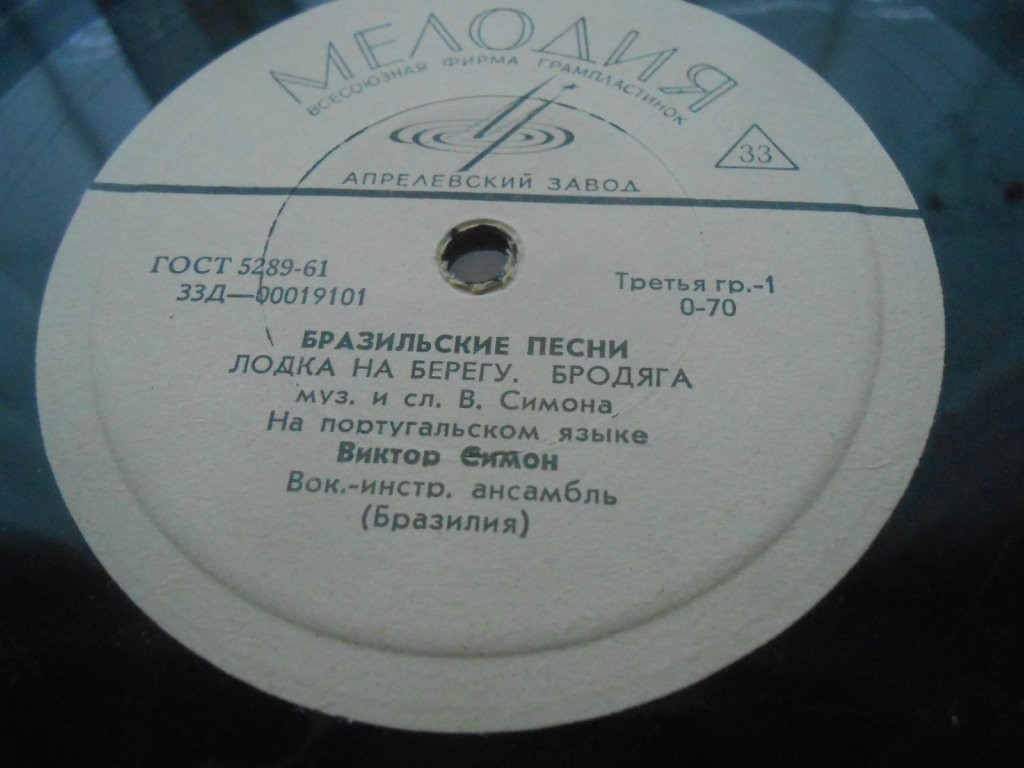 МЕЛОДИЯ
ВСЕСОЮЗНАЯ ФИРМА ГРАМПЛАСТИНОК
33
АПРЕЛЕВСКИЙ ЗАВОД
ГОСТ 5289-61
33Д—00019101
Третья гр.-1
0-70
БРАЗИЛЬСКИЕ ПЕСНИ
ЛОДКА НА БЕРЕГУ. БРОДЯГА
муз. и сл. В. Симона
На португальском языке
Виктор Симон
Вок.-инстр. ансамбль
(Бразилия)